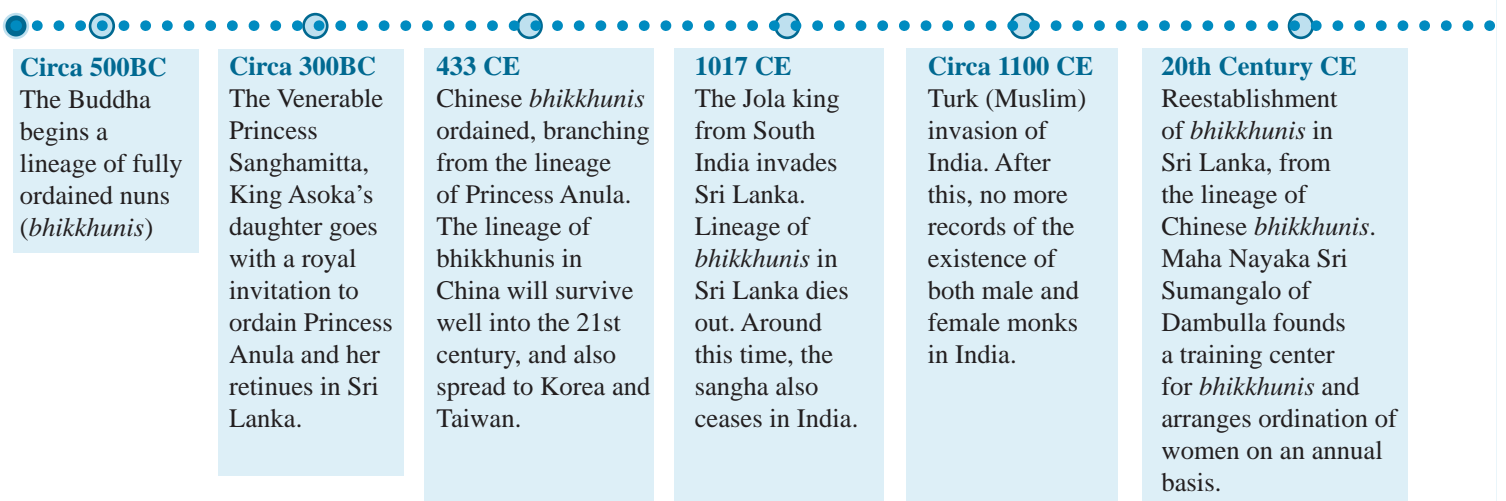 Circa 500BC
The Buddha
begins a
lineage of fully
ordained nuns
(bhikkhunis)
Circa 300BC
The Venerable
Princess
Sanghamitta,
King Asoka's
daughter goes
with a royal
invitation to
ordain Princess
Anula and her
retinues in Sri
Lanka.
433 CE
Chinese bhikkhunis
ordained, branching
from the lineage
of Princess Anula.
The lineage of
bhikkhunis in
China will survive
well into the 21st
century, and also
spread to Korea and
Taiwan.
1017 CE
The Jola king
from South
India invades
Sri Lanka.
Lineage of
bhikkhunis in
Sri Lanka dies
out. Around
this time, the
sangha also
ceases in India.
Circa 1100 CE
Turk (Muslim)
invasion of
India. After
this, no more
records of the
existence of
both male and
female monks
in India.
20th Century CE
Reestablishment
of bhikkhunis in
Sri Lanka, from
the lineage of
Chinese bhikkhunis.
Maha Nayaka Sri
Sumangalo of
Dambulla founds
a training center
for bhikkhunis and
arranges ordination of
women on an annual
basis.